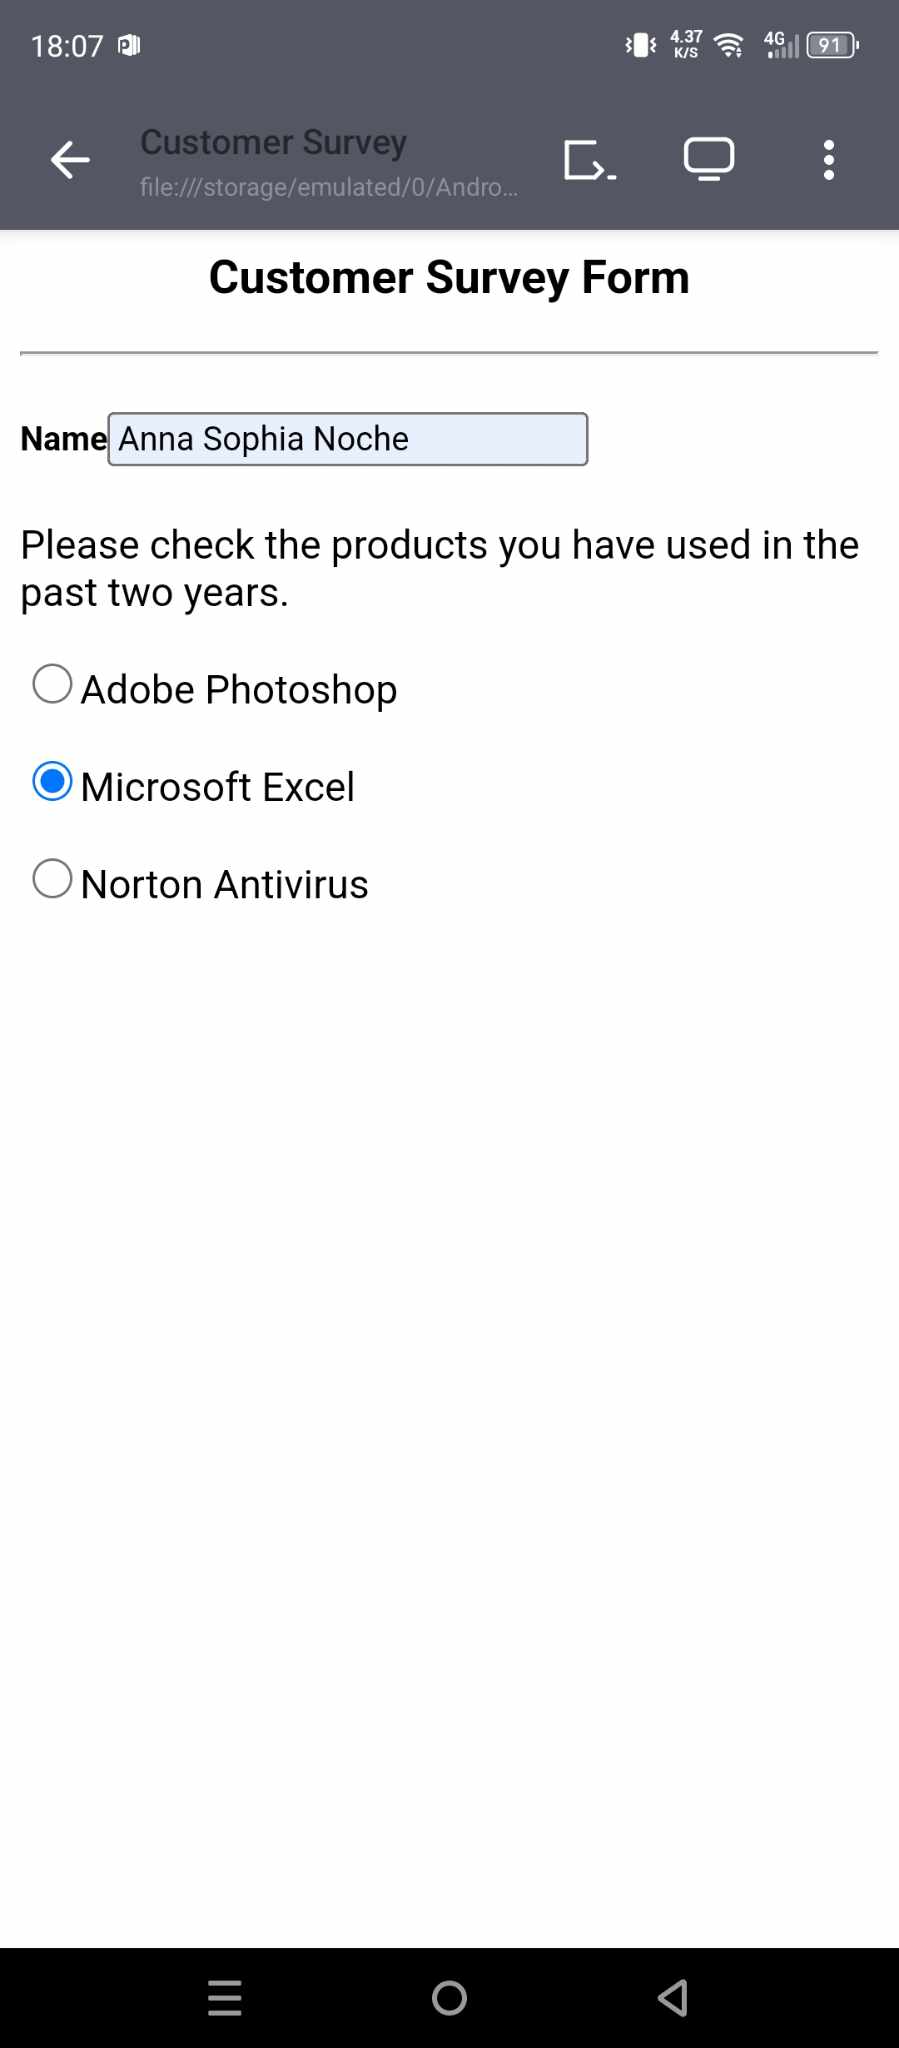 18:07
4.37
K/S
4G
91
Customer Survey
file:///storage/emulated/0/Andro...
Customer Survey Form
Name Anna Sophia Noche
Please check the products you have used in the
past two years.
Adobe Photoshop
Microsoft Excel
Norton Antivirus